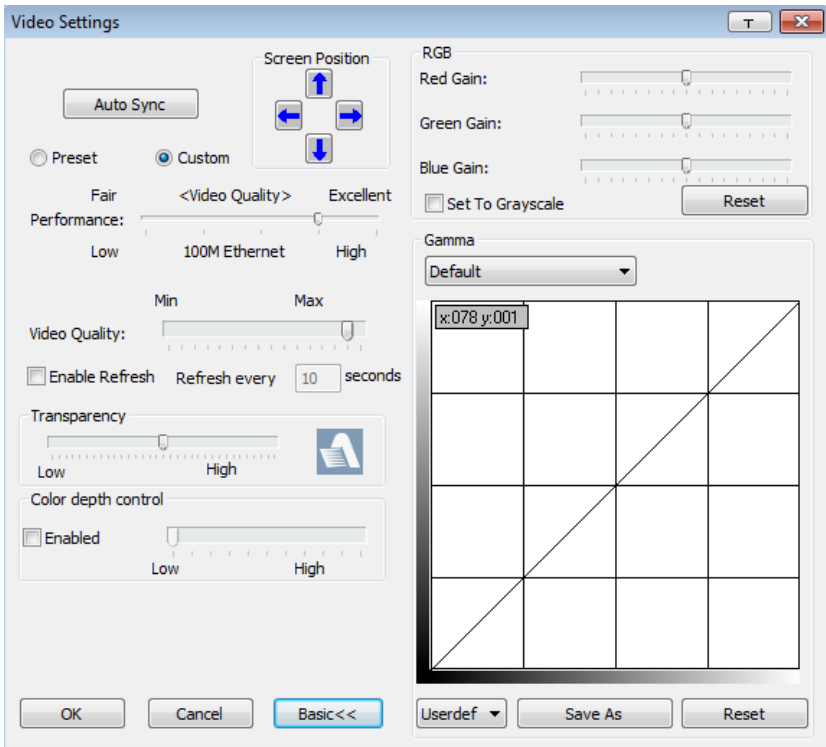 Video Settings
T
Screen Position
Auto Sync
Preset
Custom
Fair <Video Quality> Excellent
Performance:
Low 100M Ethernet High
Min Max
Video Quality:
Enable Refresh Refresh every 10 seconds
Transparency
Low High
Color depth control
Enabled
Low High
OK Cancel Basic<<
RGB
Red Gain:
Green Gain:
Blue Gain:
Set To Grayscale Reset
Gamma
Default
x:078 y:001
Userdef Save As Reset